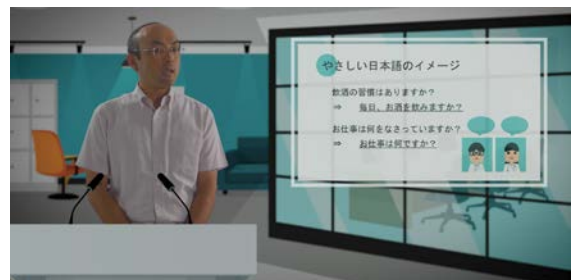 やさしい日本語のイメージ
飲酒の習慣はありますか？
⇒ 毎日、お酒を飲みますか？
お仕事は何をなさっていますか？
⇒ お仕事は何ですか？